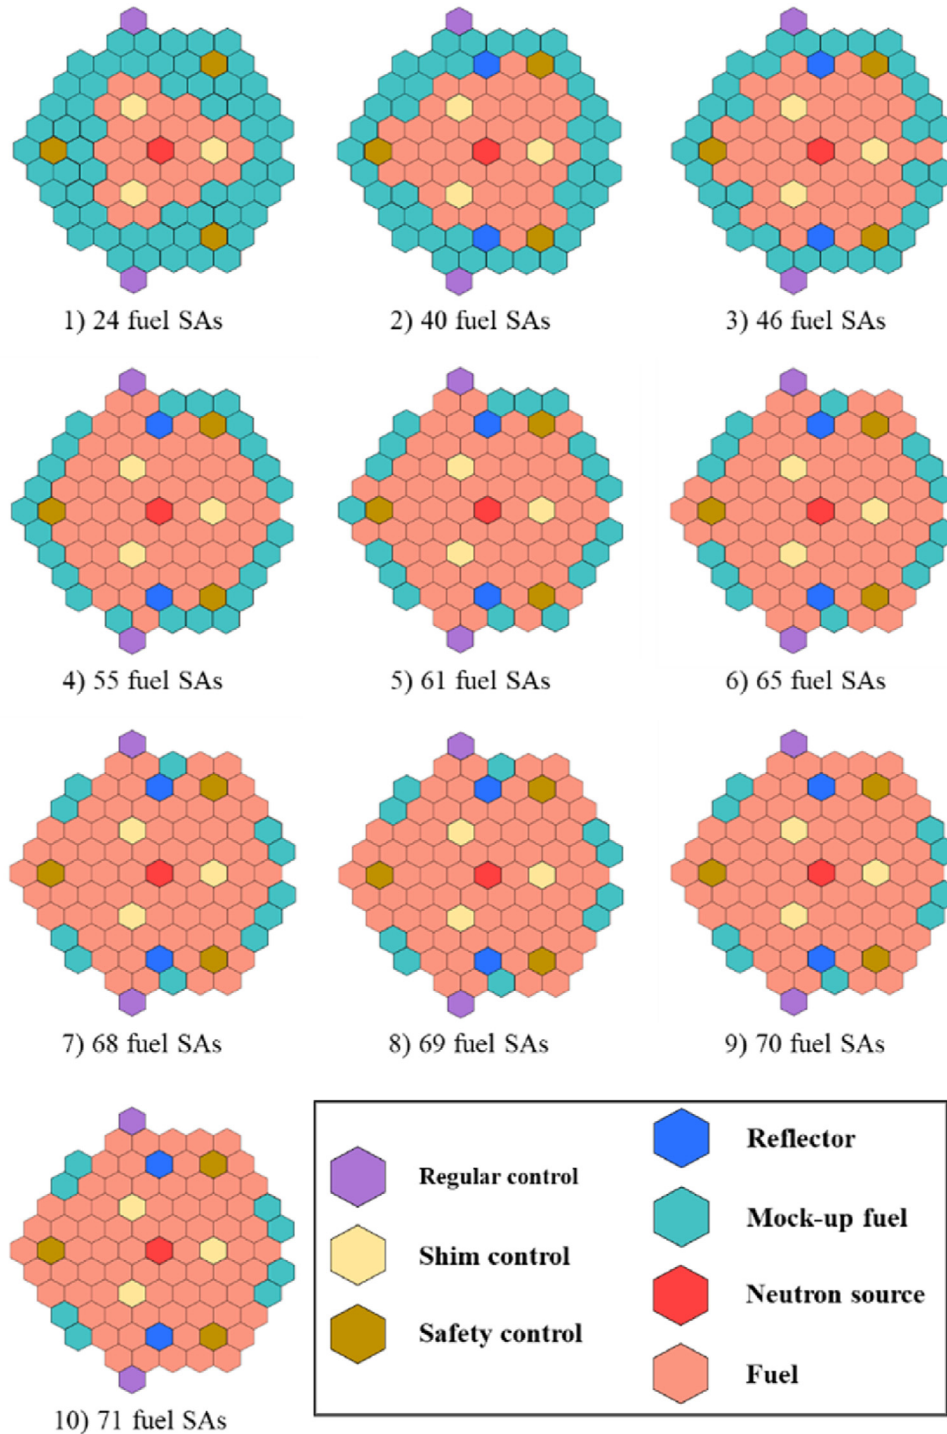 1) 24 fuel SAs
2) 40 fuel SAs
3) 46 fuel SAs
4) 55 fuel SAs
5) 61 fuel SAs
6) 65 fuel SAs
7) 68 fuel SAs
8) 69 fuel SAs
9) 70 fuel SAs
10) 71 fuel SAs
Regular control
Shim control
Safety control
Reflector
Mock-up fuel
Neutron source
Fuel